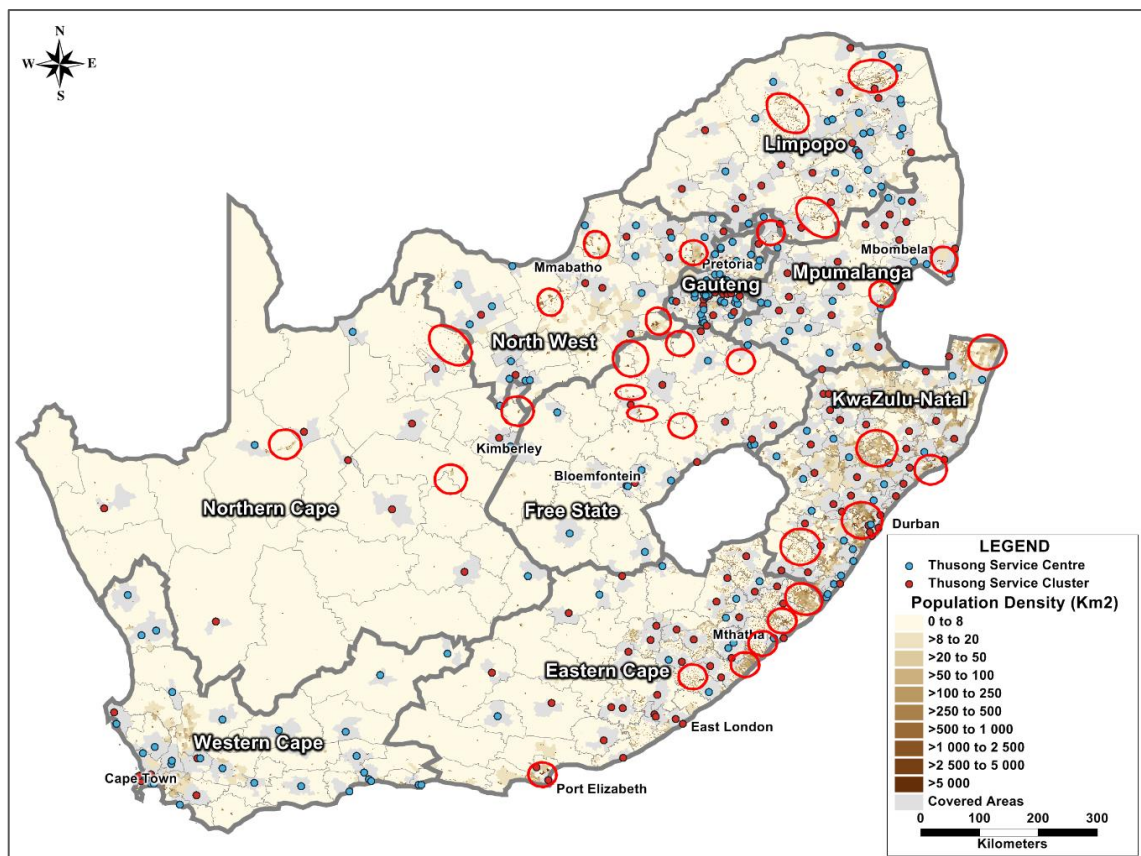 N
W E
S
Limpopo
Mbombela
Mmabatho
Pretoria
Mpumalanga
Gauteng
North West
KwaZulu-Natal
Kimberley
Bloemfontein
Northern Cape
Free State
Durban
Mthatha
Eastern Cape
East London
Western Cape
Cape Town
Port Elizabeth
LEGEND
Thusong Service Centre
Thusong Service Cluster
Population Density (Km2)
0 to 8
>8 to 20
>20 to 50
>50 to 100
>100 to 250
>250 to 500
>500 to 1 000
>1 000 to 2 500
>2 500 to 5 000
>5 000
Covered Areas
0 100 200 300
Kilometers